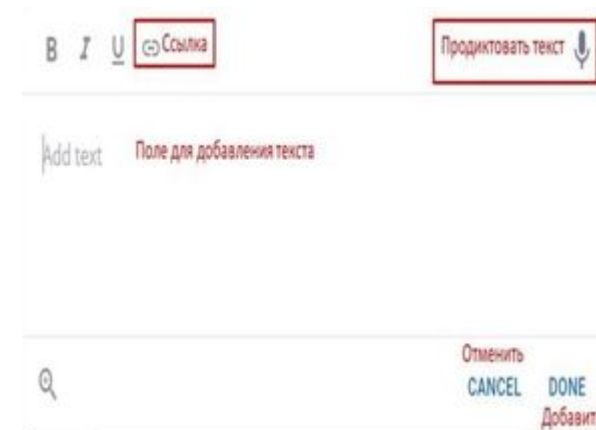 B I U Ссылка Продиктовать текст
Add text Поле для добавления текста
Отменить
CANCEL DONE
Добавит